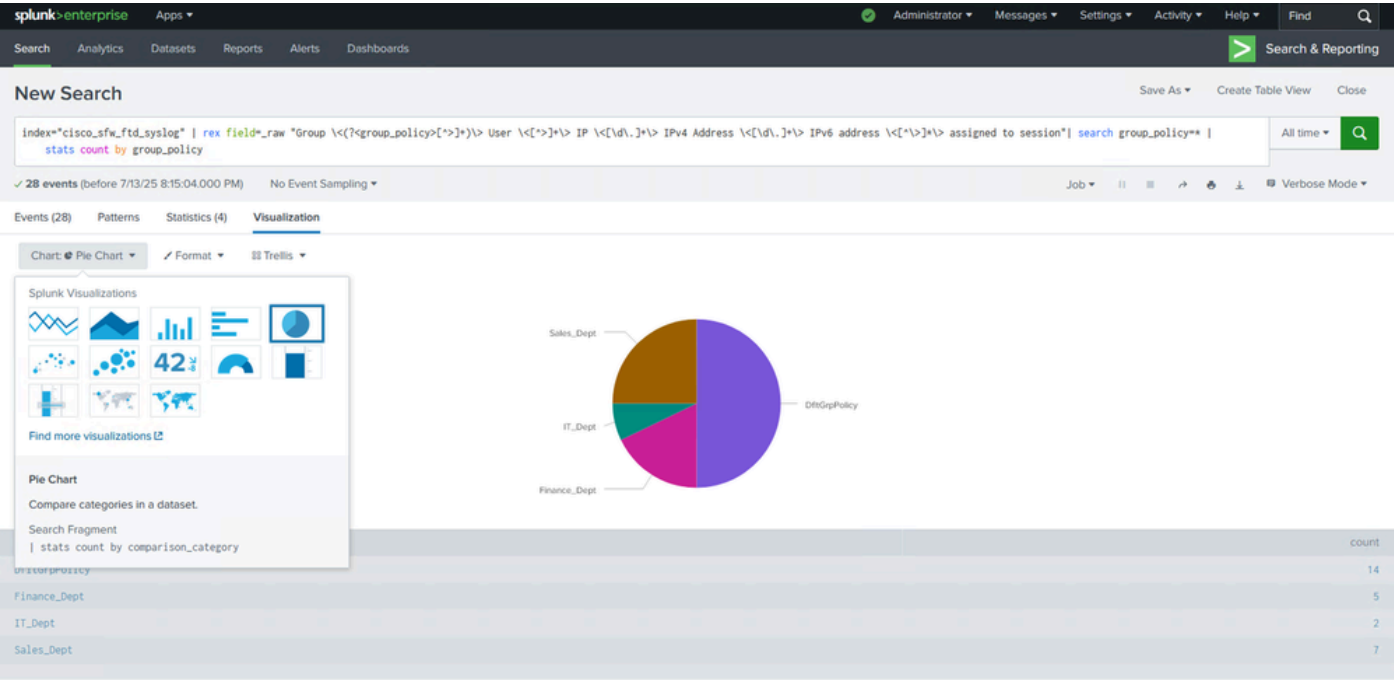 splunk>enterprise Apps Administrator Messages Settings Activity Help Find
Search Analytics Datasets Reports Alerts Dashboards Search & Reporting
New Search Save As Create Table View Close
index="cisco_sfw_ftd_syslog" | rex field=_raw "Group \<(?<group_policy>[^>]+)\> User \<[^>]+\> IP \<[\d\.]+\> IPv4 Address \<[\d\.]+\> IPv6 address \<[^\>]*\> assigned to session"| search group_policy=* |
stats count by group_policy
All time
28 events (before 7/13/25 8:15:04.000 PM) No Event Sampling Job Verbose Mode
Events (28) Patterns Statistics (4) Visualization
Chart: Pie Chart Format Trellis
Splunk Visualizations
42
Find more visualizations
Pie Chart
Compare categories in a dataset.
Search Fragment
| stats count by comparison_category
Sales_Dept
DfltGrpPolicy
IT_Dept
Finance_Dept
count
DfltGrpPolicy 14
Finance_Dept 5
IT_Dept 2
Sales_Dept 7